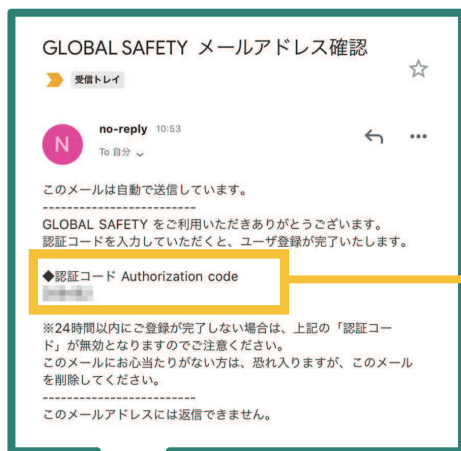 GLOBAL SAFETY メールアドレス確認
受信トレイ
N
no-reply 10:53
To 自分
このメールは自動で送信しています。
------------------------
GLOBAL SAFETY をご利用いただきありがとうございます。
認証コードを入力していただくと、ユーザ登録が完了いたします。
◆認証コード Authorization code
※24時間以内にご登録が完了しない場合は、上記の「認証コー
ド」が無効となりますのでご注意ください。
このメールにお心当たりがない方は、恐れ入りますが、このメール
を削除してください。
------------------------
このメールアドレスには返信できません。